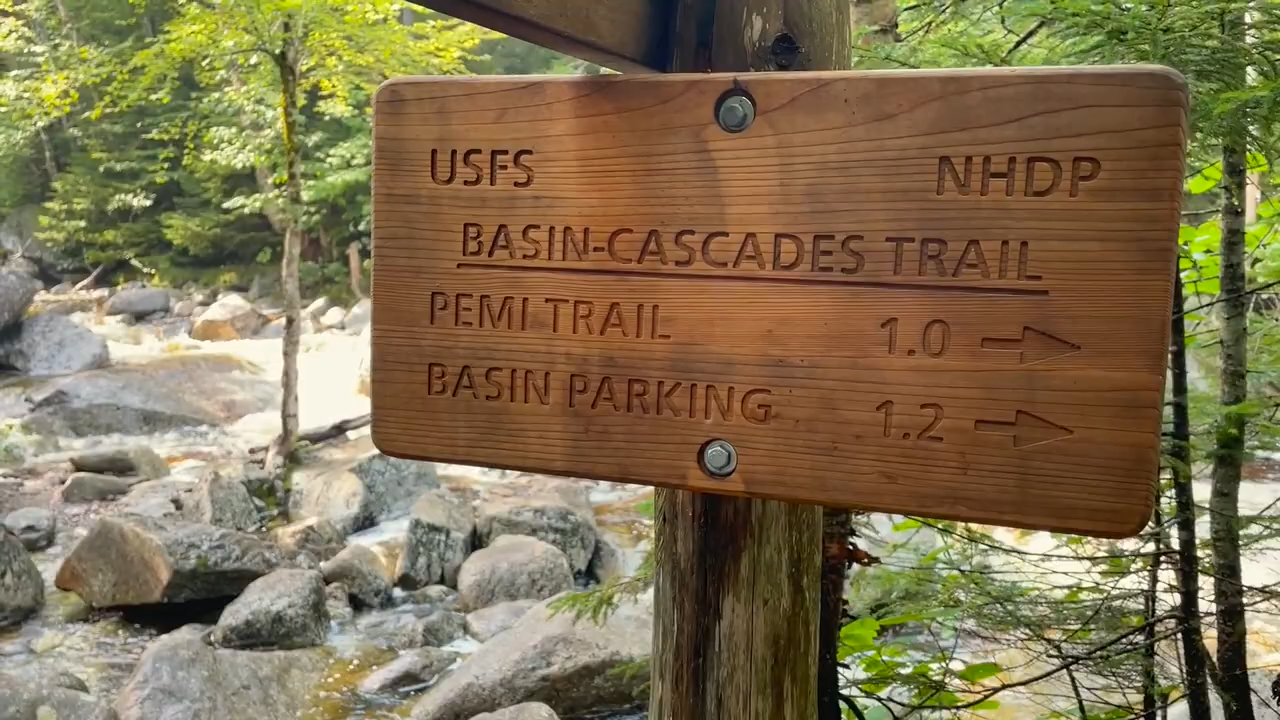 USFS NHDP
BASIN-CASCADES TRAIL
PEMI TRAIL 1.0 →
BASIN PARKING 1.2 →